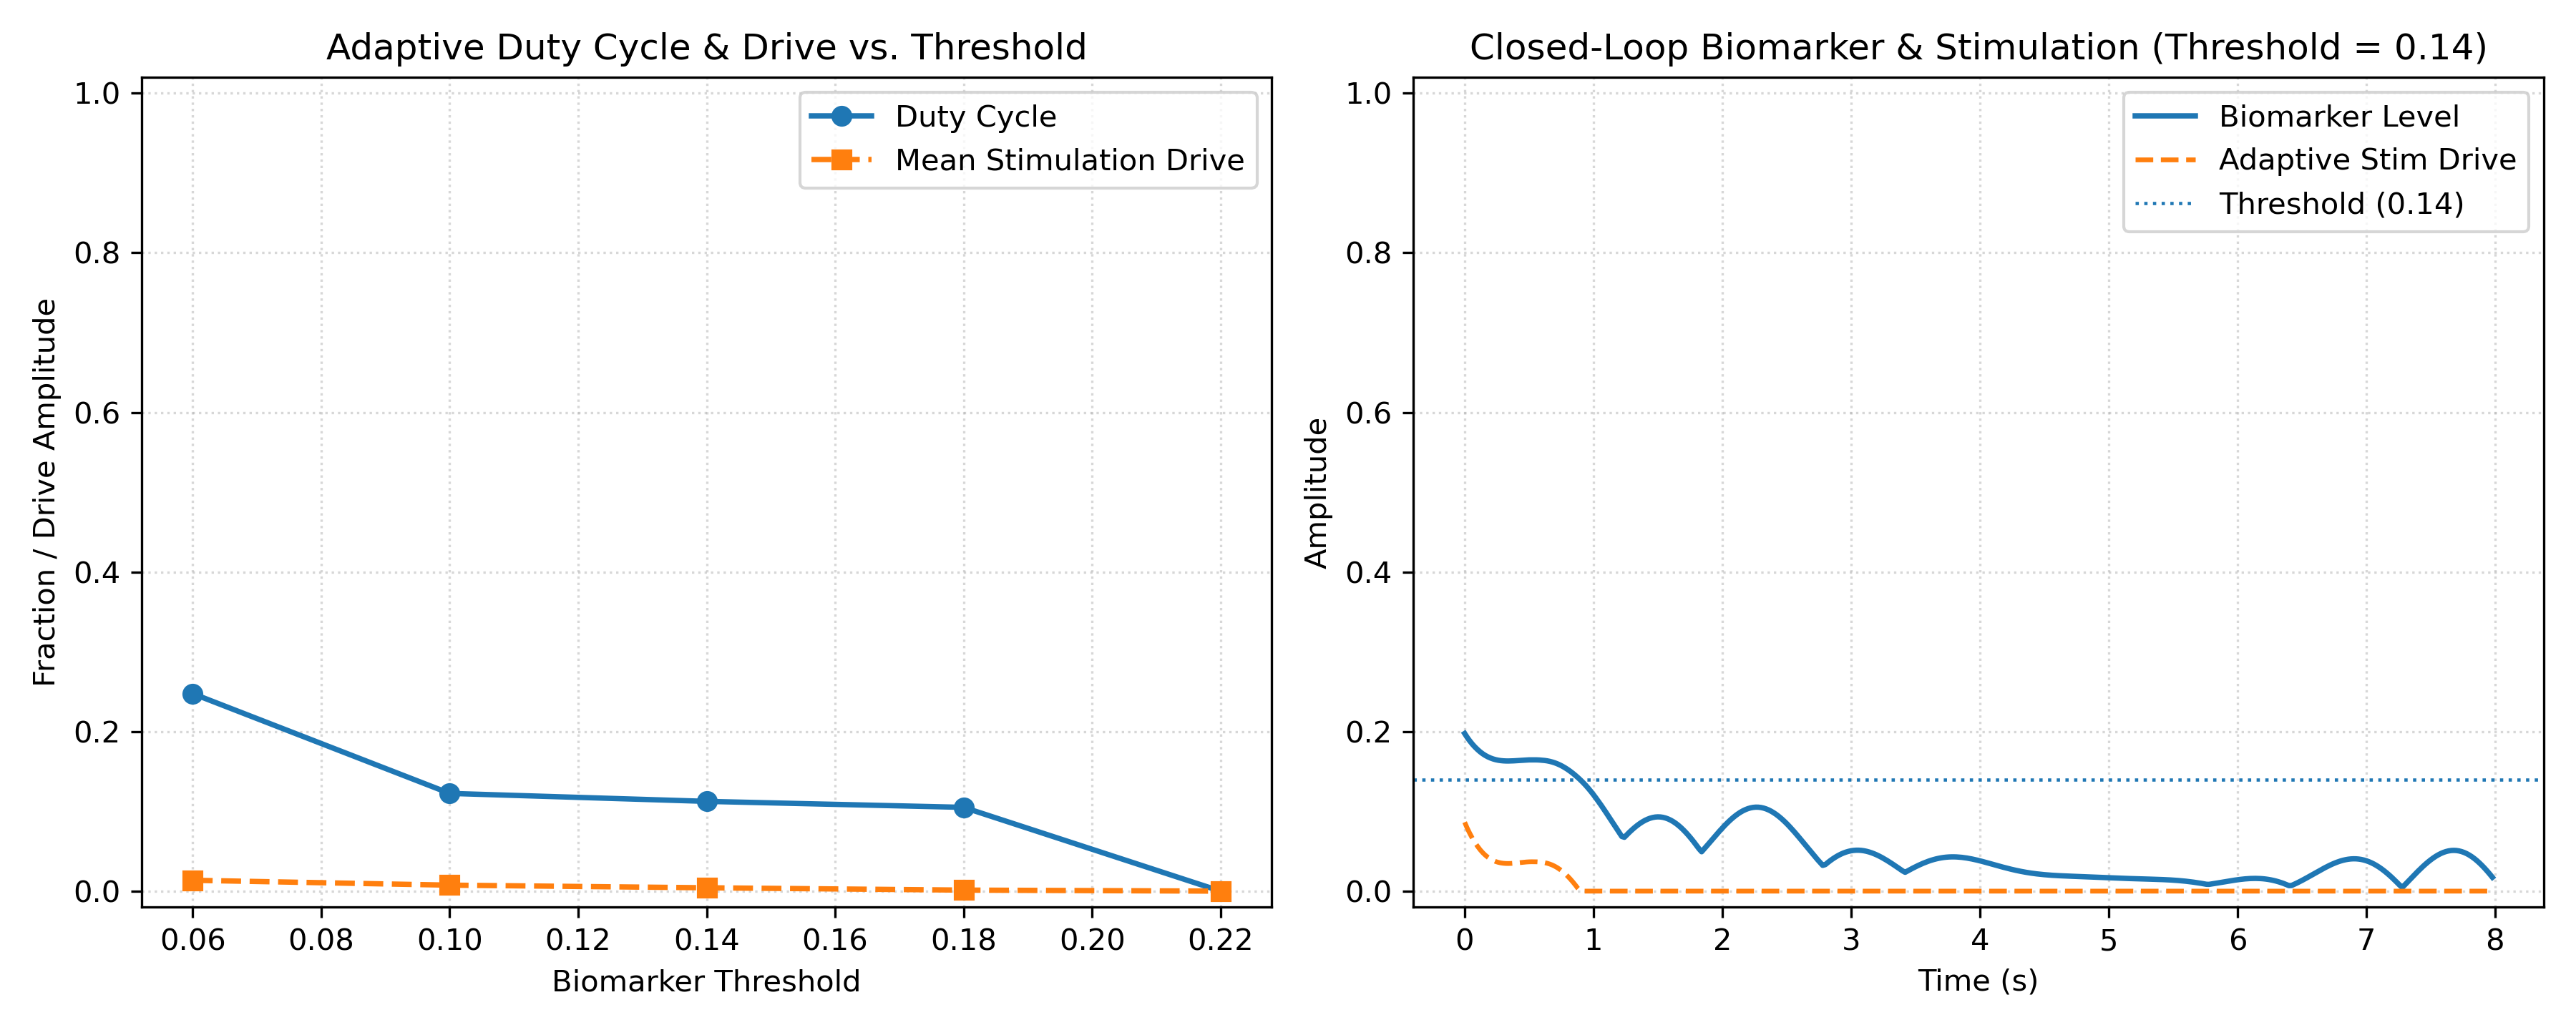 Adaptive Duty Cycle & Drive vs. Threshold
Duty Cycle
Mean Stimulation Drive
Fraction / Drive Amplitude
1.0
0.8
0.6
0.4
0.2
0.0
0.06 0.08 0.10 0.12 0.14 0.16 0.18 0.20 0.22
Biomarker Threshold
Closed-Loop Biomarker & Stimulation (Threshold = 0.14)
Biomarker Level
Adaptive Stim Drive
Threshold (0.14)
Amplitude
1.0
0.8
0.6
0.4
0.2
0.0
0 1 2 3 4 5 6 7 8
Time (s)